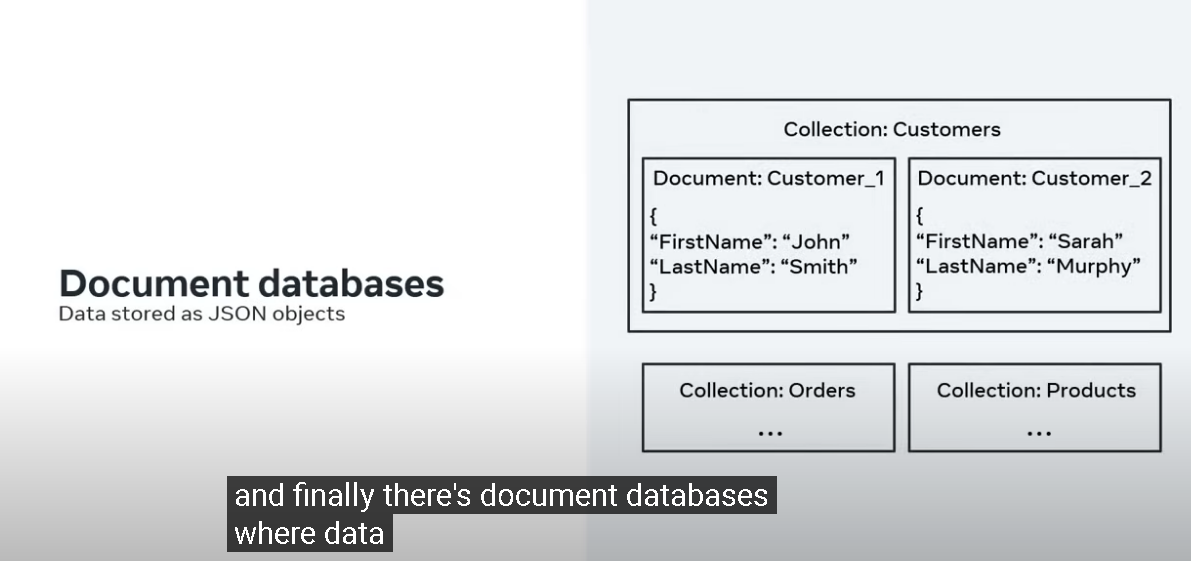 Document databases
Data stored as JSON objects
Collection: Customers
Document: Customer_1
{
“FirstName”: “John”
“LastName”: “Smith”
}
Document: Customer_2
{
“FirstName”: “Sarah”
“LastName”: “Murphy”
}
Collection: Orders
...
Collection: Products
...
and finally there's document databases
where data